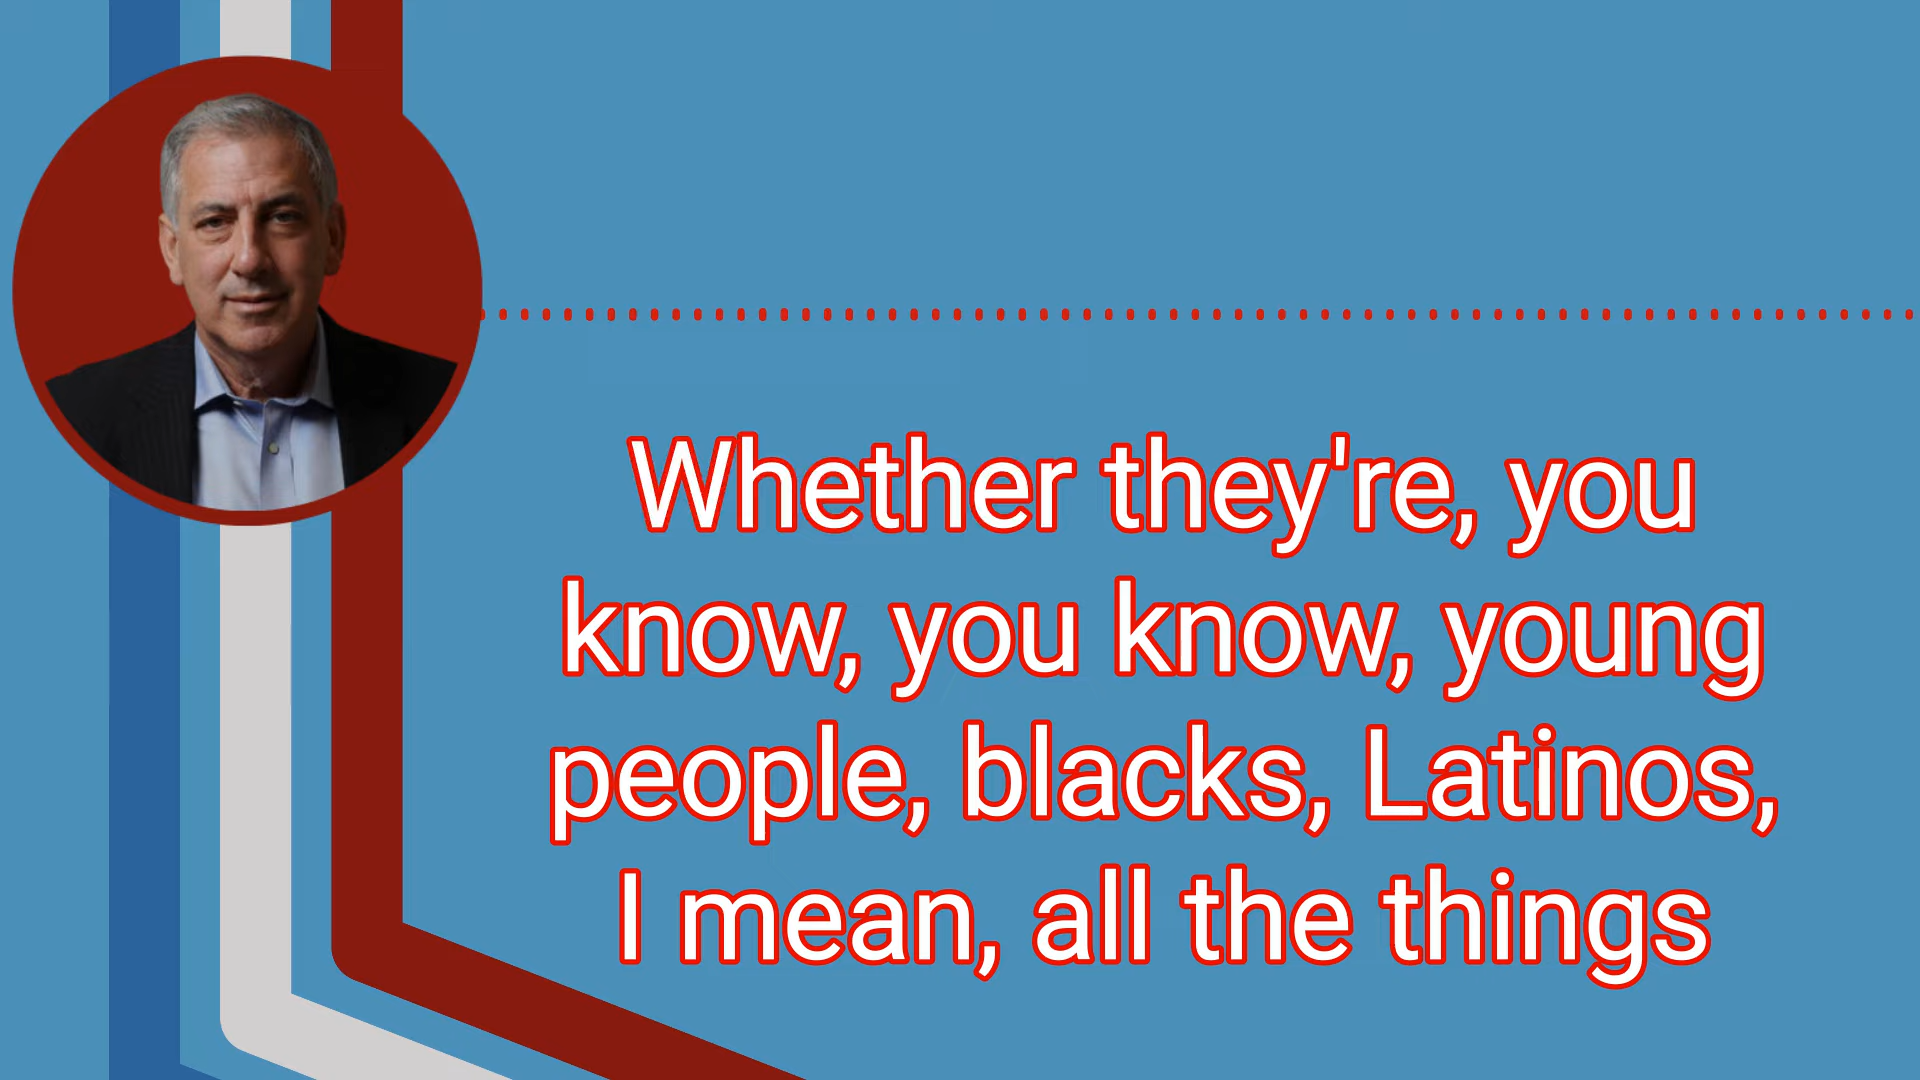 Whether they're, you
know, you know, young
people, blacks, Latinos,
I mean, all the things